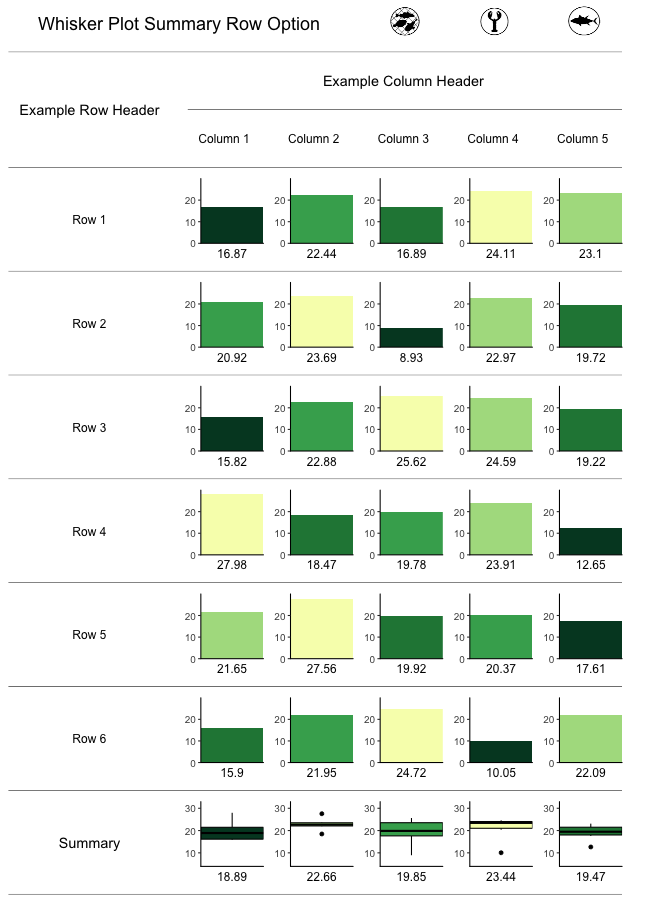 Whisker Plot Summary Row Option
Example Column Header
Example Row Header
Column 1 Column 2 Column 3 Column 4 Column 5
Row 1
20 20 20 20 20
10 10 10 10 10
0 0 0 0 0
16.87 22.44 16.89 24.11 23.1
Row 2
20 20 20 20 20
10 10 10 10 10
0 0 0 0 0
20.92 23.69 8.93 22.97 19.72
Row 3
20 20 20 20 20
10 10 10 10 10
0 0 0 0 0
15.82 22.88 25.62 24.59 19.22
Row 4
20 20 20 20 20
10 10 10 10 10
0 0 0 0 0
27.98 18.47 19.78 23.91 12.65
Row 5
20 20 20 20 20
10 10 10 10 10
0 0 0 0 0
21.65 27.56 19.92 20.37 17.61
Row 6
20 20 20 20 20
10 10 10 10 10
0 0 0 0 0
15.9 21.95 24.72 10.05 22.09
Summary
30 30 30 30 30
20 20 20 20 20
10 10 10 10 10
18.89 22.66 19.85 23.44 19.47